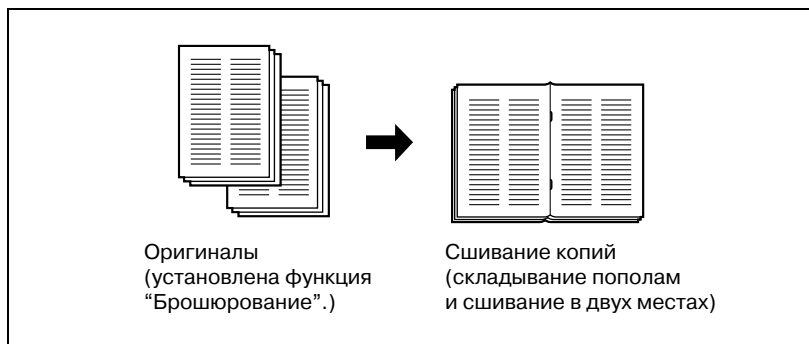 Оригиналы
(установлена функция
“Брошюрование”.)
Сшивание копий
(складывание пополам
и сшивание в двух местах)